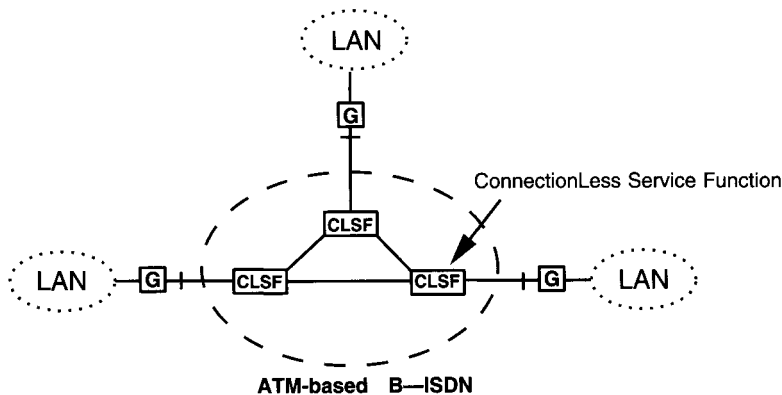 LAN
G
ConnectionLess Service Function
CLSF
LAN
G
CLSF
CLSF
G
LAN
ATM-based B—ISDN